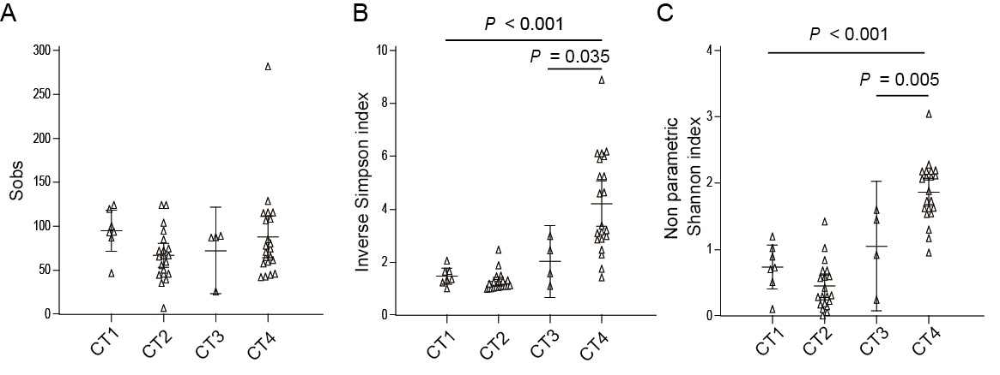 A
B
C
P < 0.001
P = 0.035
P < 0.001
P = 0.005
Sobs
300
250
200
150
100
50
0
CT1
CT2
CT3
CT4
Inverse Simpson index
10
8
6
4
2
0
CT1
CT2
CT3
CT4
Non parametric
Shannon index
4
3
2
1
0
CT1
CT2
CT3
CT4